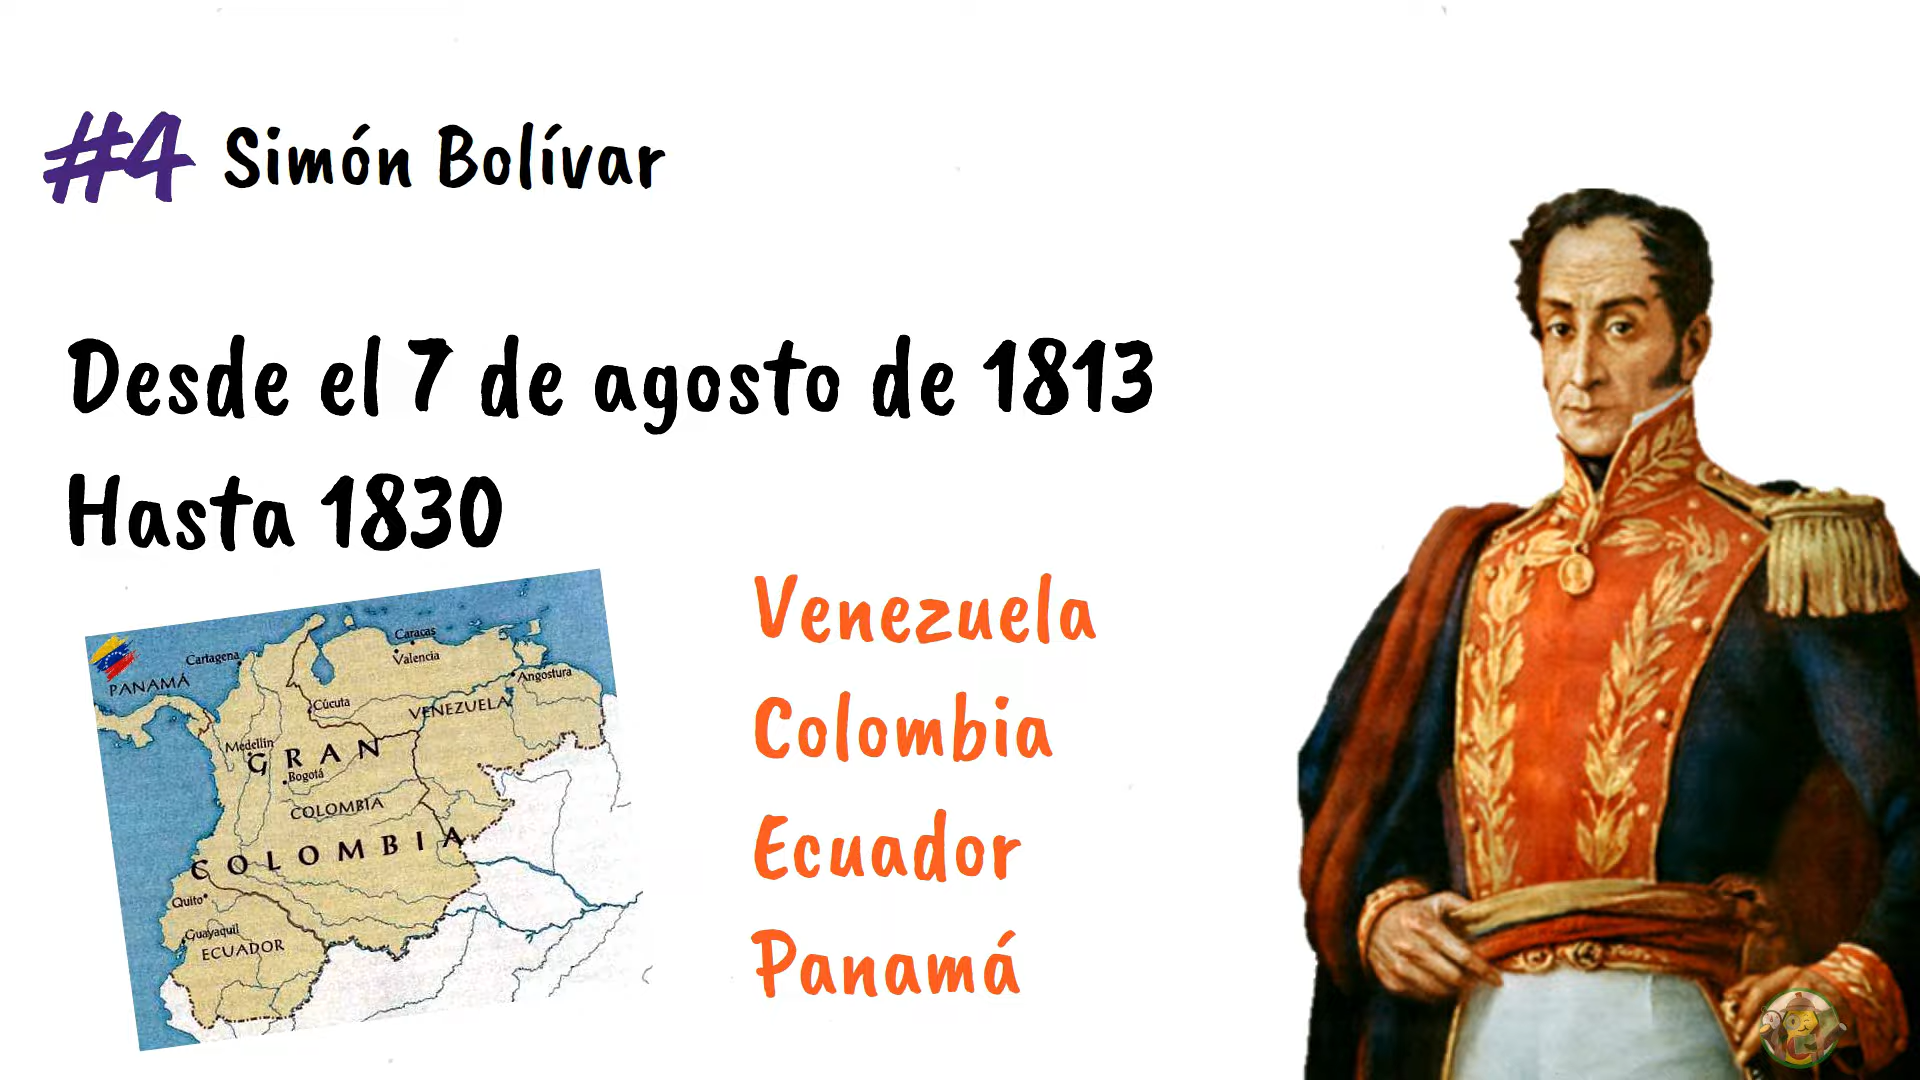 #4 Simón Bolívar
Desde el 7 de agosto de 1813
Hasta 1830
Venezuela
Colombia
Ecuador
Panamá
Caracas
Valencia
Cartagena
PANAMÁ
Angostura
Cúcuta
VENEZUELA
Medellín
GRAN
Bogotá
COLOMBIA
COLOMBIA
Quito
Guayaquil
ECUADOR